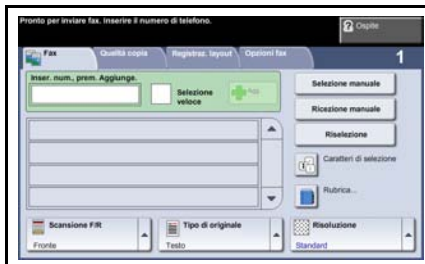 Pronto per inviare fax. Inserire il numero di telefono.
Ospite
Fax
Qualità copia
Registraz. layout
Opzioni fax
1
Inser. num., prem. Aggiunge.
Selezione veloce
Agg.
Selezione manuale
Ricezione manuale
Riselezione
Caratteri di selezione
Rubrica...
Scansione F/R
Fronte
Tipo di originale
Testo
Risoluzione
Standard